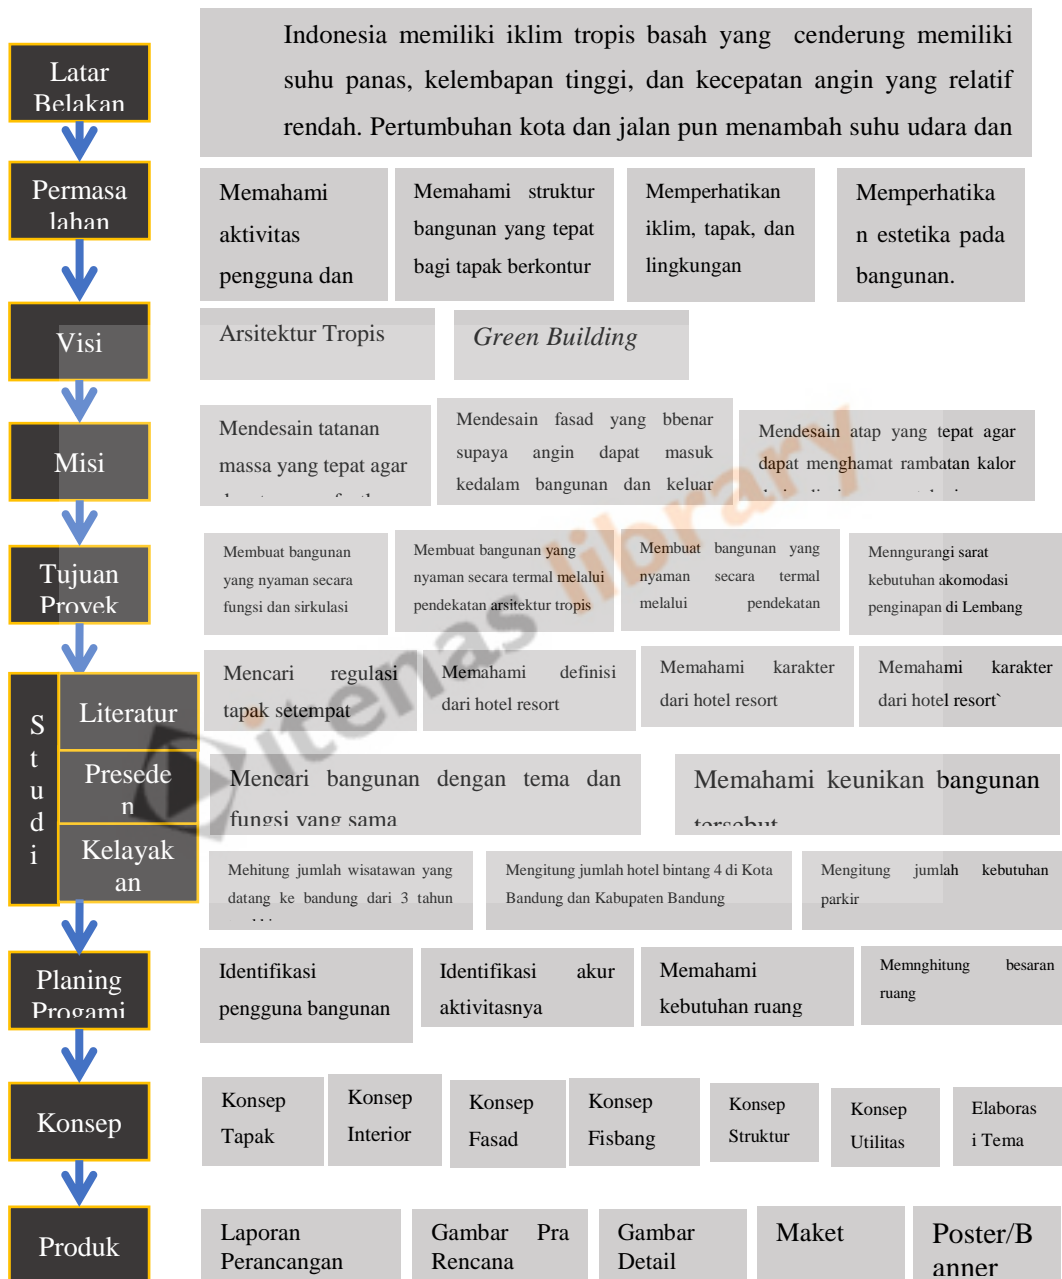 Latar
Belakan
Indonesia memiliki iklim tropis basah yang cenderung memiliki
suhu panas, kelembapan tinggi, dan kecepatan angin yang relatif
rendah. Pertumbuhan kota dan jalan pun menambah suhu udara dan
Permasa
lahan
Memahami
aktivitas
pengguna dan
Memahami struktur
bangunan yang tepat
bagi tapak berkontur
Memperhatikan
iklim, tapak, dan
lingkungan
Memperhatika
n estetika pada
bangunan.
Visi
Arsitektur Tropis
Green Building
Misi
Mendesain tatanan
massa yang tepat agar
Mendesain fasad yang bbenar
supaya angin dapat masuk
kedalam bangunan dan keluar
Mendesain atap yang tepat agar
dapat menghamat rambatan kalor
Tujuan
Proyek
Membuat bangunan
yang nyaman secara
fungsi dan sirkulasi
Membuat bangunan yang
nyaman secara termal melalui
pendekatan arsitektur tropis
Membuat bangunan yang
nyaman secara termal
melalui pendekatan
Menngurangi sarat
kebutuhan akomodasi
penginapan di Lembang
S
t
u
d
i
Literatur
Mencari regulasi
tapak setempat
Memahami definisi
dari hotel resort
Memahami karakter
dari hotel resort
Memahami karakter
dari hotel resort`
Presede
n
Mencari bangunan dengan tema dan
fungsi yang sama
Memahami keunikan bangunan
tersebut
Kelayak
an
Mehitung jumlah wisatawan yang
datang ke bandung dari 3 tahun
Mengitung jumlah hotel bintang 4 di Kota
Bandung dan Kabupaten Bandung
Mengitung jumlah kebutuhan
parkir
Planing
Progami
Identifikasi
pengguna bangunan
Identifikasi akur
aktivitasnya
Memahami
kebutuhan ruang
Memnghitung besaran
ruang
Konsep
Konsep
Tapak
Konsep
Interior
Konsep
Fasad
Konsep
Fisbang
Konsep
Struktur
Konsep
Utilitas
Elaboras
i Tema
Produk
Laporan
Perancangan
Gambar Pra
Rencana
Gambar
Detail
Maket
Poster/B
anner
itenas library